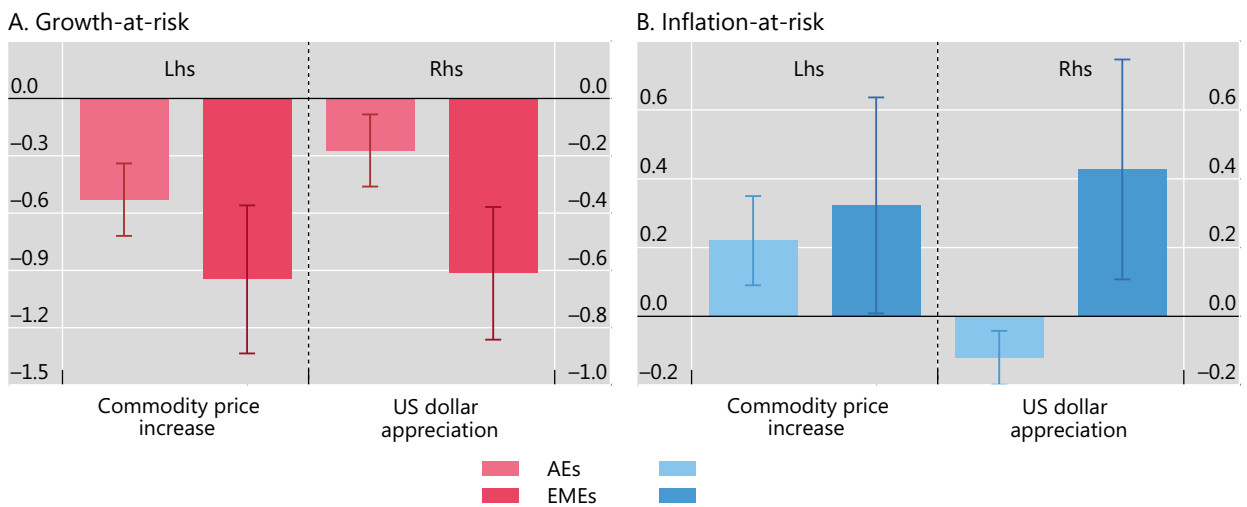 A. Growth-at-risk
Lhs
Rhs
0.0
–0.3
–0.6
–0.9
–1.2
–1.5
0.0
–0.2
–0.4
–0.6
–0.8
–1.0
Commodity price
increase
US dollar
appreciation
B. Inflation-at-risk
Lhs
Rhs
0.6
0.4
0.2
0.0
–0.2
0.6
0.4
0.2
0.0
–0.2
Commodity price
increase
US dollar
appreciation
AEs
EMEs